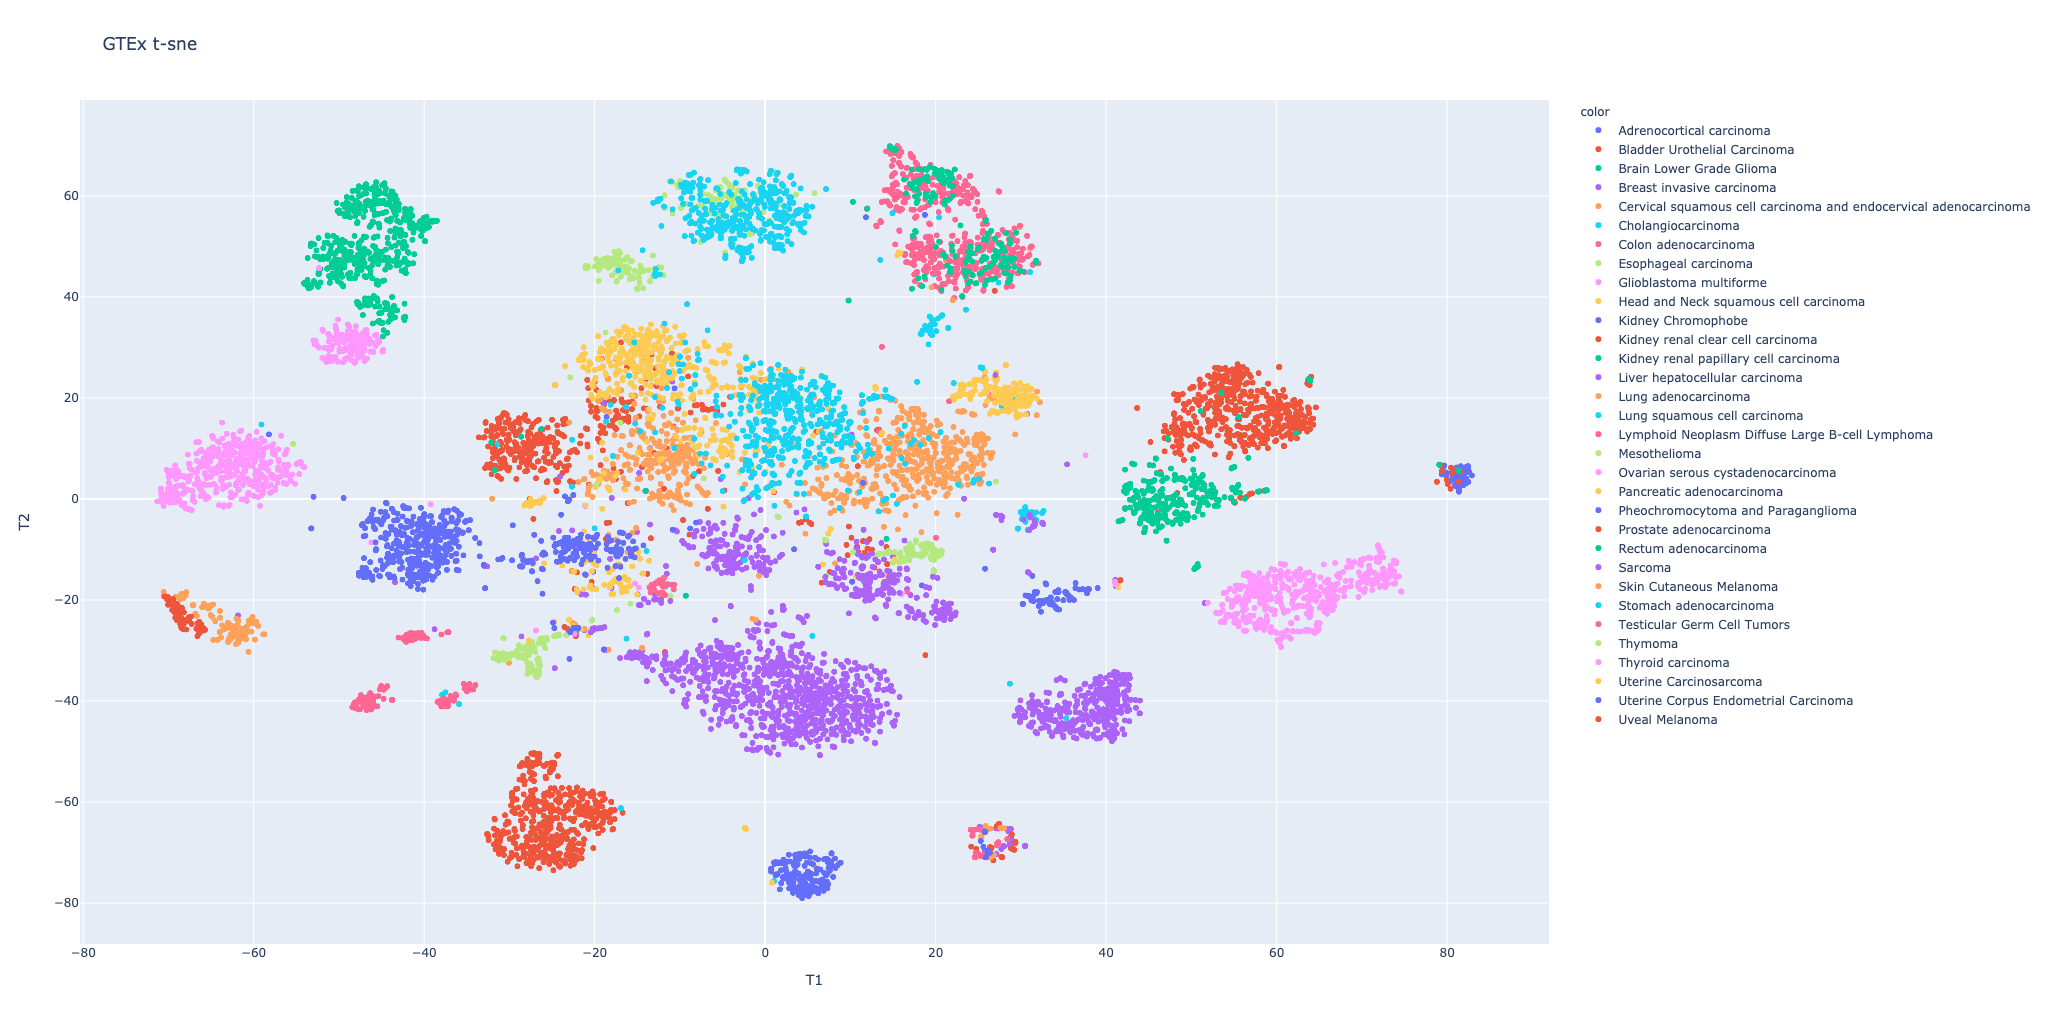 GTEx t-sne
color
Adrenocortical carcinoma
Bladder Urothelial Carcinoma
Brain Lower Grade Glioma
Breast invasive carcinoma
Cervical squamous cell carcinoma and endocervical adenocarcinoma
Cholangiocarcinoma
Colon adenocarcinoma
Esophageal carcinoma
Glioblastoma multiforme
Head and Neck squamous cell carcinoma
Kidney Chromophobe
Kidney renal clear cell carcinoma
Kidney renal papillary cell carcinoma
Liver hepatocellular carcinoma
Lung adenocarcinoma
Lung squamous cell carcinoma
Lymphoid Neoplasm Diffuse Large B-cell Lymphoma
Mesothelioma
Ovarian serous cystadenocarcinoma
Pancreatic adenocarcinoma
Pheochromocytoma and Paraganglioma
Prostate adenocarcinoma
Rectum adenocarcinoma
Sarcoma
Skin Cutaneous Melanoma
Stomach adenocarcinoma
Testicular Germ Cell Tumors
Thymoma
Thyroid carcinoma
Uterine Carcinosarcoma
Uterine Corpus Endometrial Carcinoma
Uveal Melanoma
60
40
20
0
−20
−40
−60
−80
T2
−80 −60 −40 −20 0 20 40 60 80
T1